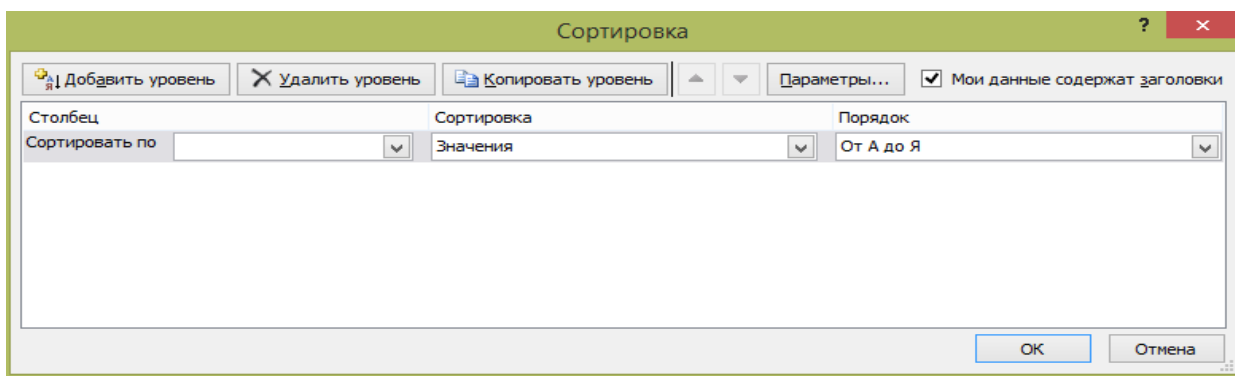 Сортировка ?
Добавить уровень Удалить уровень Копировать уровень Параметры... Мои данные содержат заголовки
Столбец Сортировка Порядок
Сортировать по Значения От А до Я
ОК Отмена